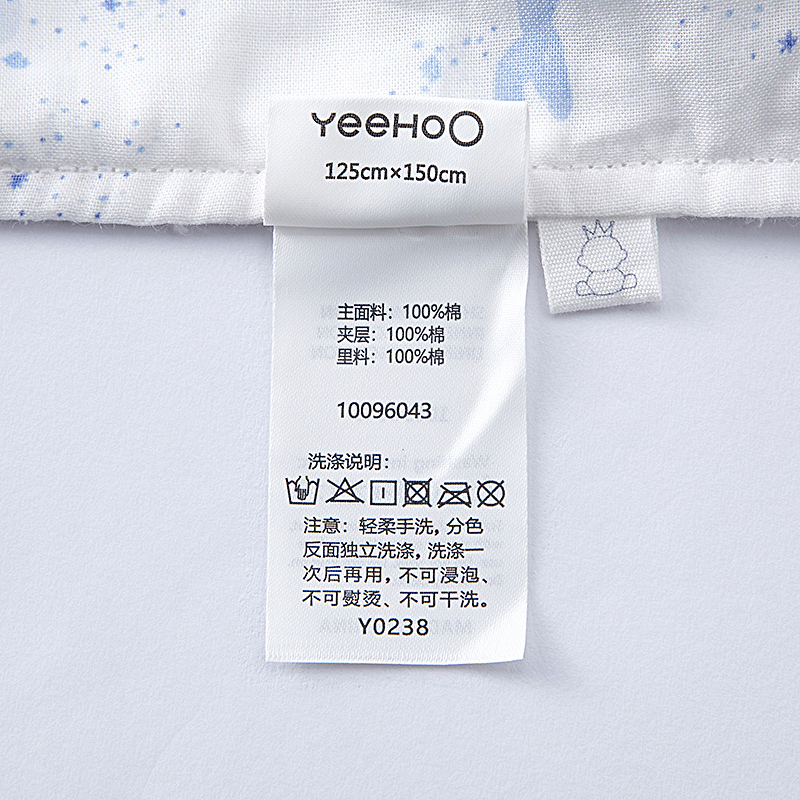 YeeHoO
125cm×150cm
主面料：100%棉
夹层：100%棉
里料：100%棉
10096043
洗涤说明：
注意：轻柔手洗，分色
反面独立洗涤，洗涤一
次后再用，不可浸泡、
不可熨烫、不可干洗。
Y0238